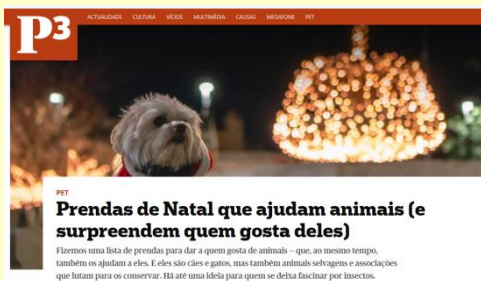 P3
ACTUALIDADE CULTURA VÍCIOS MULTIMÉDIA CAUSAS MEGAFONE PET
PET
Prendas de Natal que ajudam animais (e
surpreendem quem gosta deles)
Fizemos uma lista de prendas para dar a quem gosta de animais – que, ao mesmo tempo,
também os ajudam a eles. E eles são cães e gatos, mas também animais selvagens e associações
que lutam para os conservar. Há até uma ideia para quem se deixa fascinar por insectos.